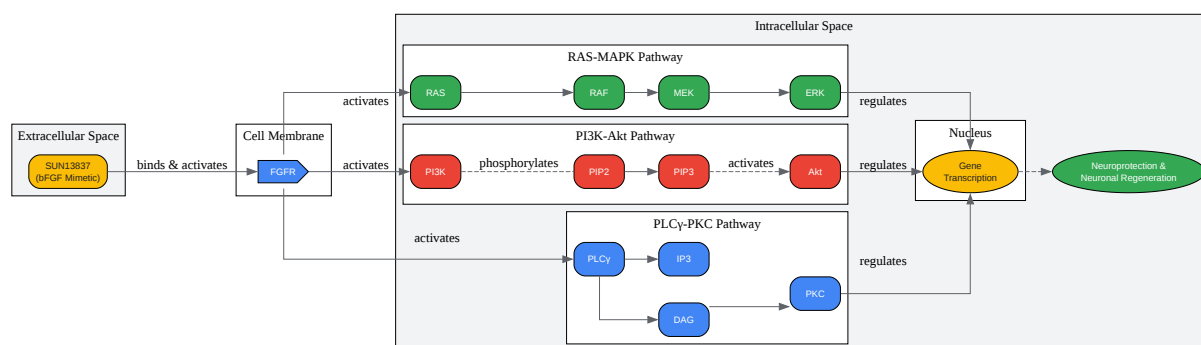 Intracellular Space
RAS-MAPK Pathway
RAS
RAF
MEK
ERK
activates
regulates
Extracellular Space
SUN13837
(bFGF Mimetic)
binds & activates
Cell Membrane
FGFR
activates
PI3K-Akt Pathway
PI3K
phosphorylates
PIP2
PIP3
activates
Akt
regulates
Nucleus
Gene
Transcription
Neuroprotection &
Neuronal Regeneration
activates
PLCγ-PKC Pathway
PLCγ
IP3
DAG
PKC
regulates